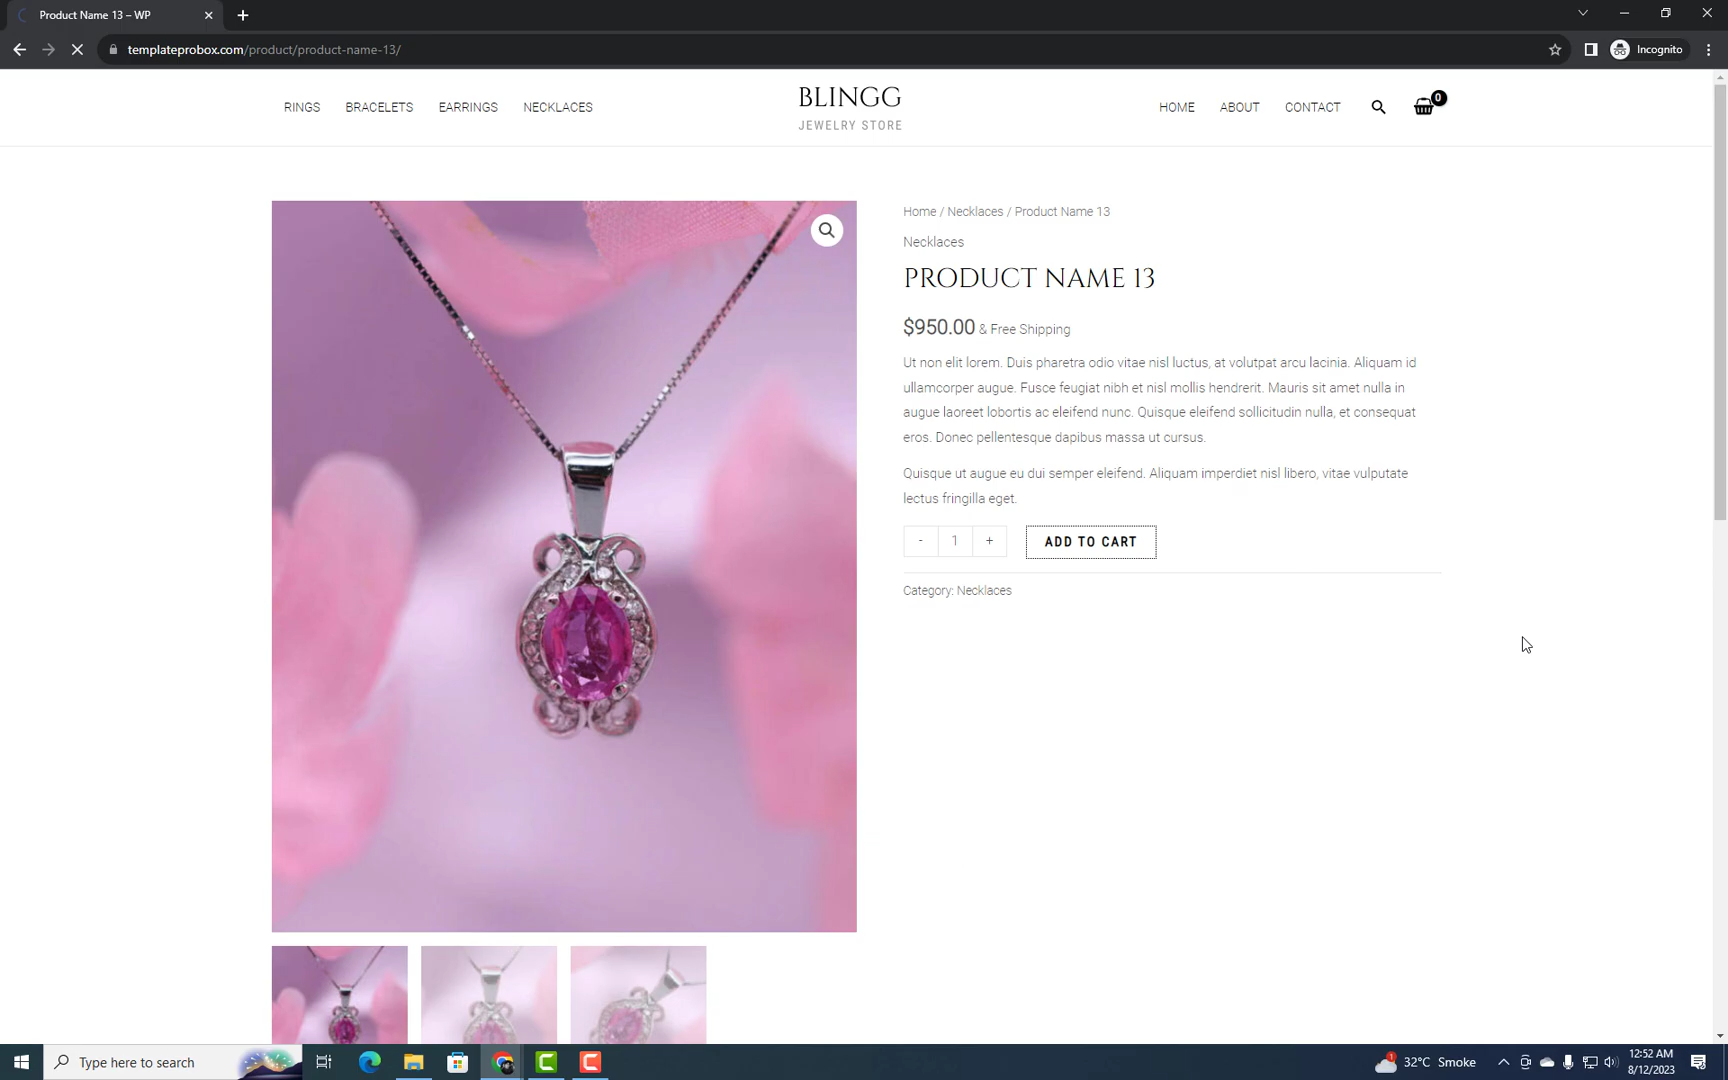 Product Name 13 – WP
templateprobox.com/product/product-name-13/
Incognito
RINGS BRACELETS EARRINGS NECKLACES
BLINGG
JEWELRY STORE
HOME ABOUT CONTACT
0
Home / Necklaces / Product Name 13
Necklaces
PRODUCT NAME 13
$950.00 & Free Shipping
Ut non elit lorem. Duis pharetra odio vitae nisl luctus, at volutpat arcu lacinia. Aliquam id
ullamcorper augue. Fusce feugiat nibh et nisl mollis hendrerit. Mauris sit amet nulla in
augue laoreet lobortis ac eleifend nunc. Quisque eleifend sollicitudin nulla, et consequat
eros. Donec pellentesque dapibus massa ut cursus.
Quisque ut augue eu dui semper eleifend. Aliquam imperdiet nisl libero, vitae vulputate
lectus fringilla eget.
- 1 + ADD TO CART
Category: Necklaces
Type here to search
1
32°C Smoke
12:52 AM
8/12/2023